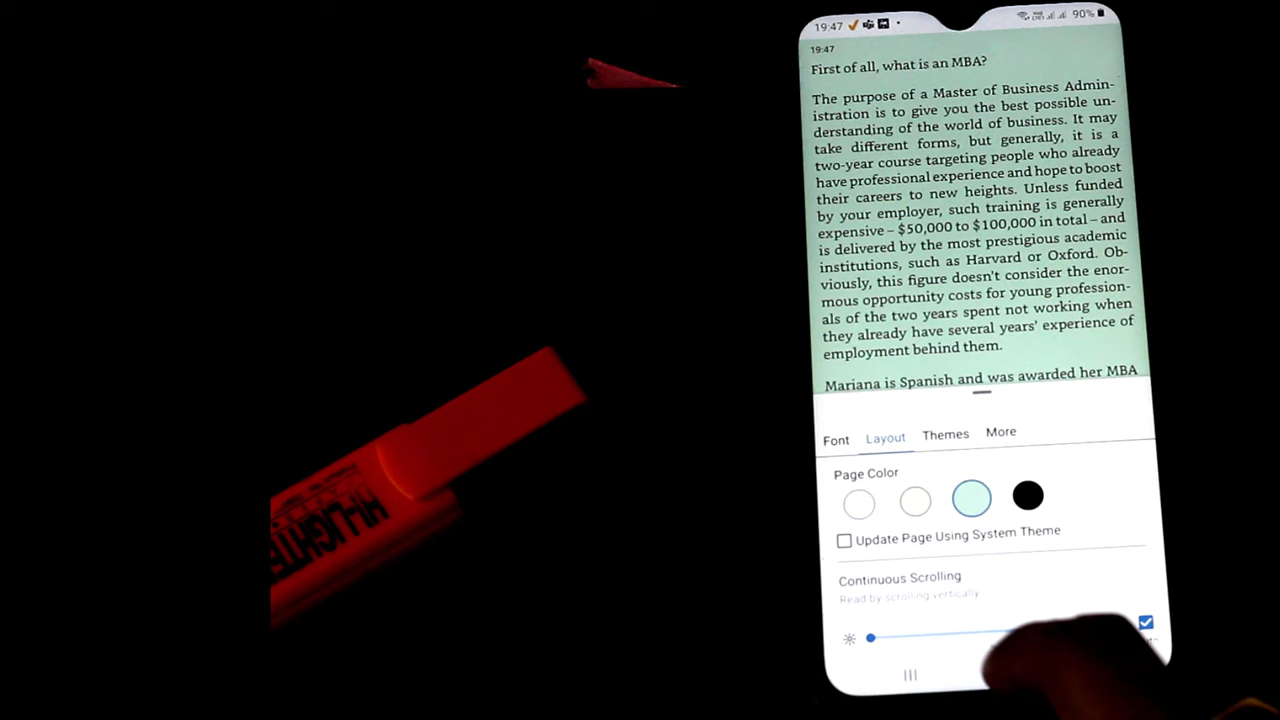 19:47
90%
19:47
First of all, what is an MBA?
The purpose of a Master of Business Admin-
istration is to give you the best possible un-
derstanding of the world of business. It may
take different forms, but generally, it is a
two-year course targeting people who already
have professional experience and hope to boost
their careers to new heights. Unless funded
by your employer, such training is generally
expensive – $50,000 to $100,000 in total – and
is delivered by the most prestigious academic
institutions, such as Harvard or Oxford. Ob-
viously, this figure doesn't consider the enor-
mous opportunity costs for young profession-
als of the two years spent not working when
they already have several years' experience of
employment behind them.
Mariana is Spanish and was awarded her MBA
Font Layout Themes More
Page Color
Update Page Using System Theme
Continuous Scrolling
Read by scrolling vertically
HI-LIGHTE